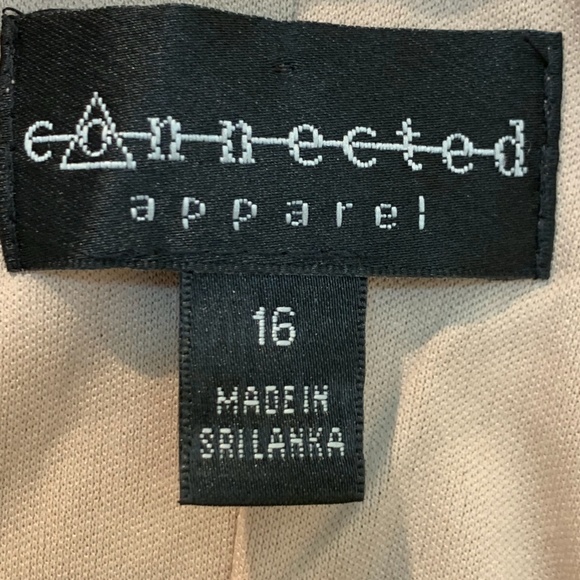 connected
apparel
16
MADE IN
SRI LANKA